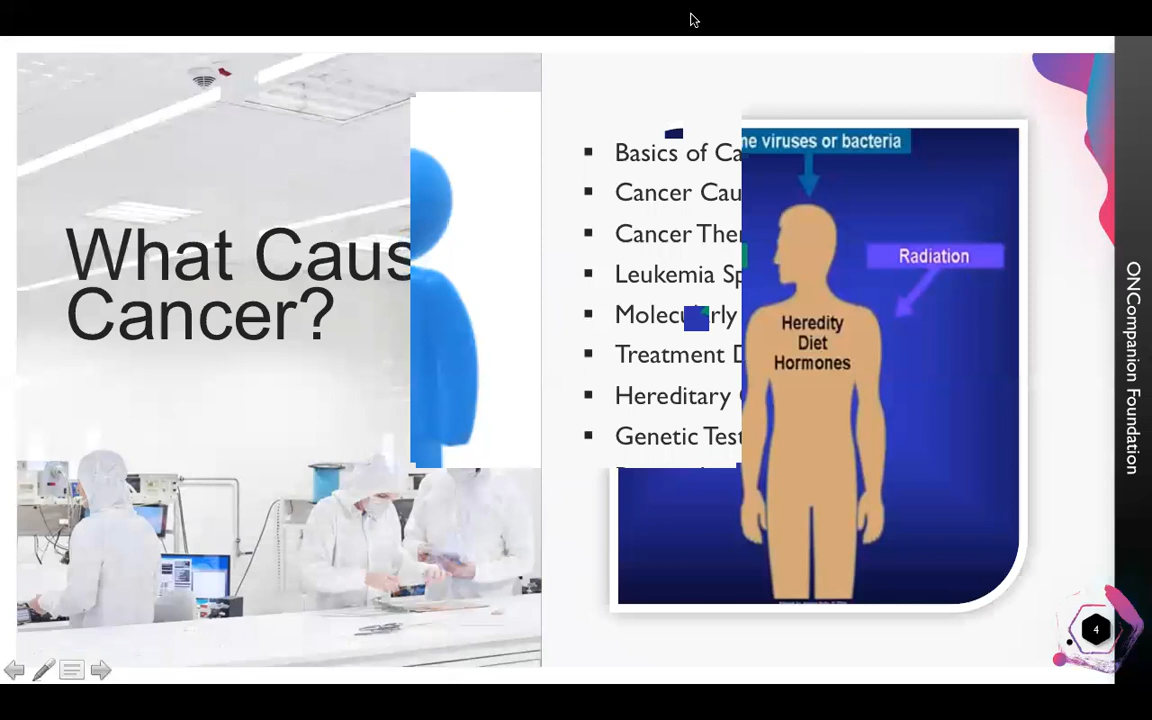 What Caus
Cancer?
Basics of Ca
Cancer Cau
Cancer Ther
Leukemia Sp
Treatment D
Hereditary
Genetic Test
me viruses or bacteria
Radiation
Heredity
Diet
Hormones
ONCompanion Foundation
4